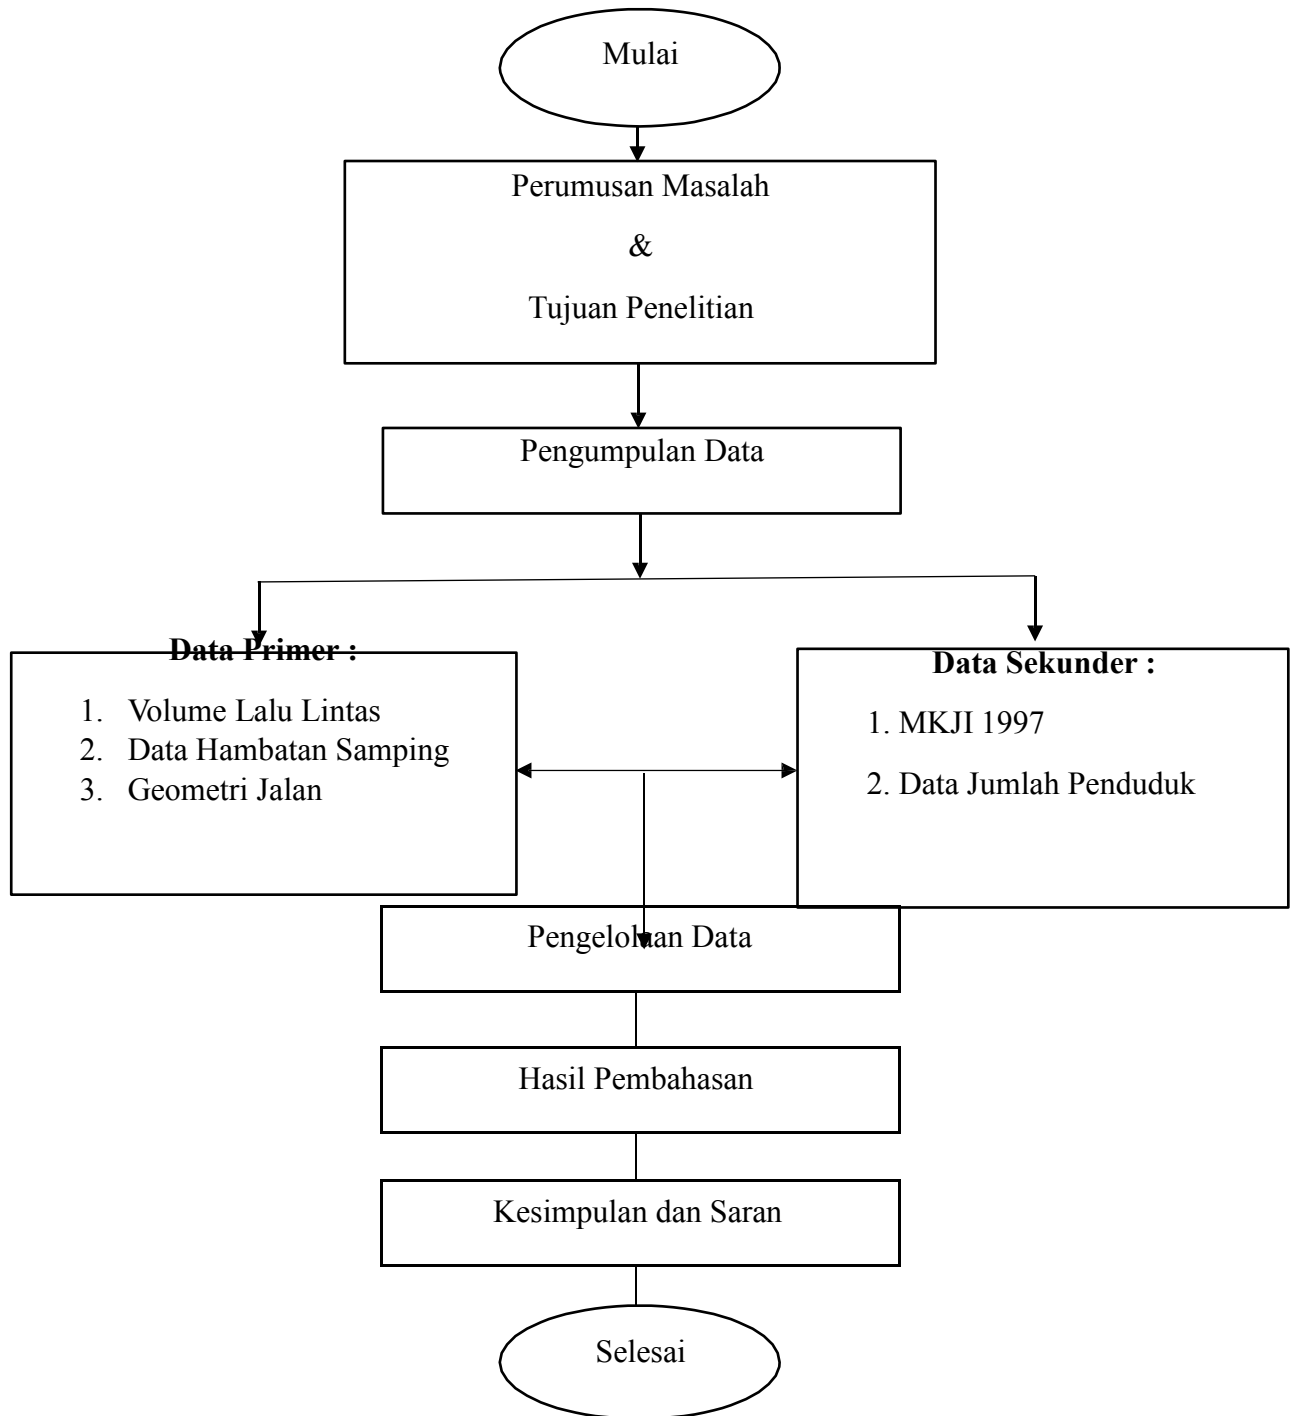 Mulai
Perumusan Masalah
&
Tujuan Penelitian
Pengumpulan Data
Data Primer :
1. Volume Lalu Lintas
2. Data Hambatan Samping
3. Geometri Jalan
Data Sekunder :
1. MKJI 1997
2. Data Jumlah Penduduk
Pengelolaan Data
Hasil Pembahasan
Kesimpulan dan Saran
Selesai